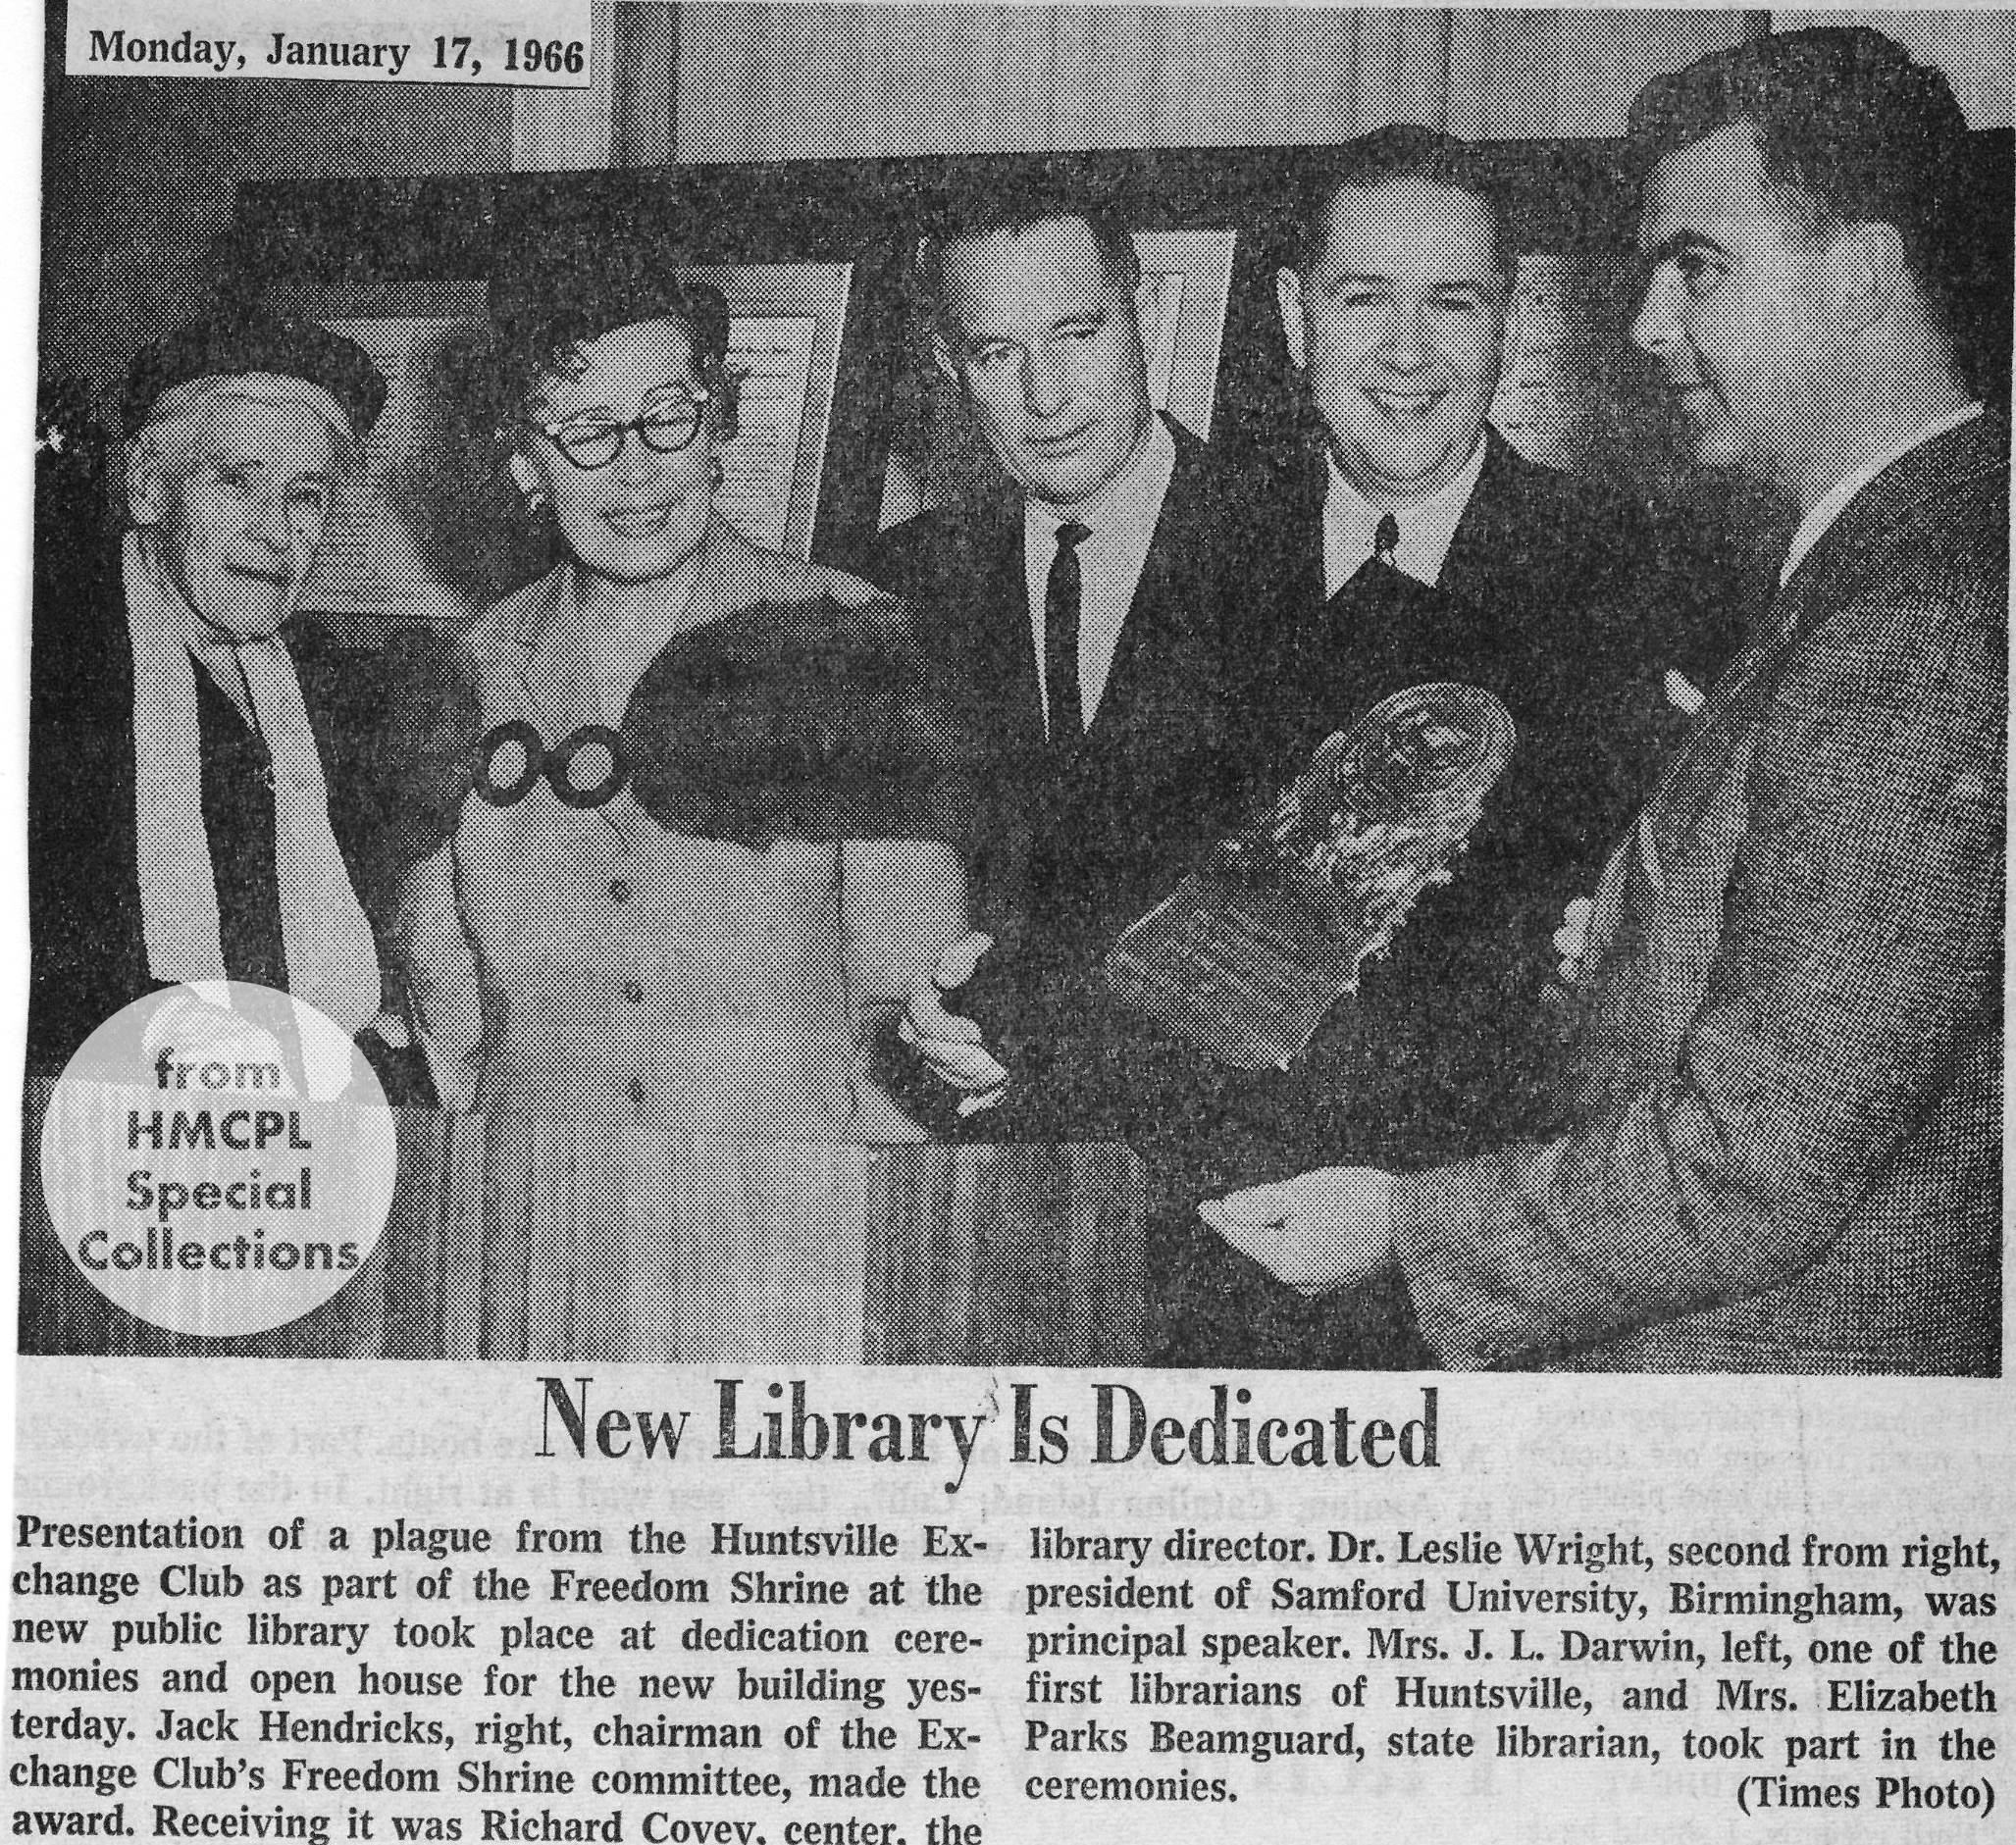 Monday, January 17, 1966
from
HMCPL
Special
Collections
New Library Is Dedicated
Presentation of a plague from the Huntsville Ex-
change Club as part of the Freedom Shrine at the
new public library took place at dedication cere-
monies and open house for the new building yes-
terday. Jack Hendricks, right, chairman of the Ex-
change Club's Freedom Shrine committee, made the
award. Receiving it was Richard Covey, center, the
library director. Dr. Leslie Wright, second from right,
president of Samford University, Birmingham, was
principal speaker. Mrs. J. L. Darwin, left, one of the
first librarians of Huntsville, and Mrs. Elizabeth
Parks Beamguard, state librarian, took part in the
ceremonies.
(Times Photo)